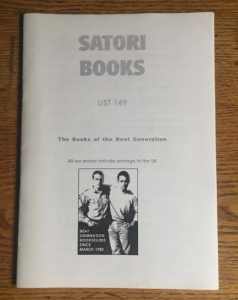 SATORI
BOOKS
LIST 149
The Books of the Beat Generation
All our prices include postage in the UK
BEAT
GENERATION
BOOKSELLERS
SINCE
MARCH 1982